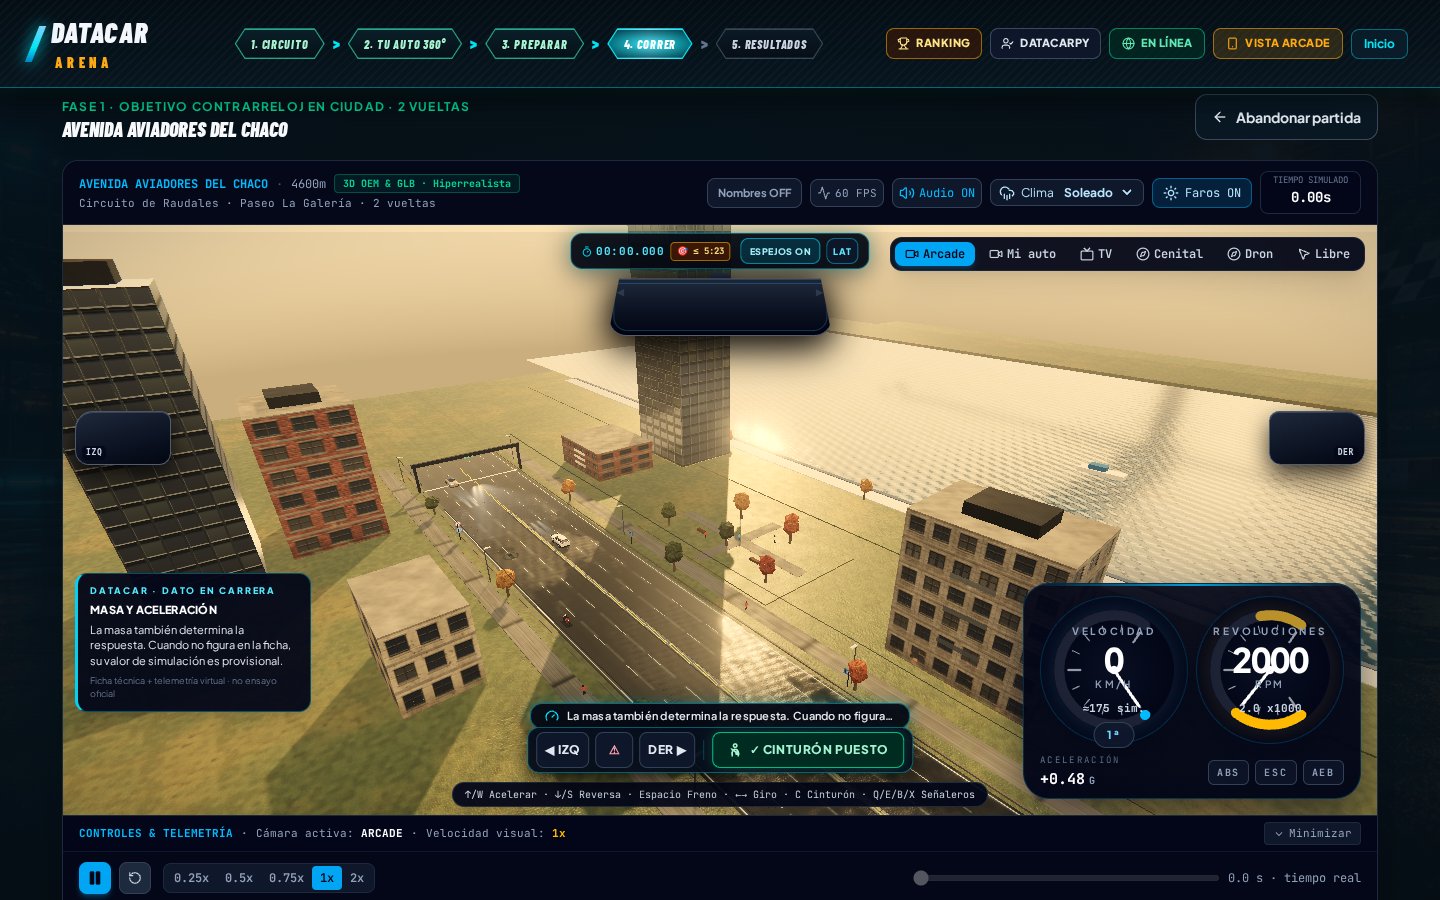 DATACAR
ARENA
1. CIRCUITO > 2. TU AUTO 360° > 3. PREPARAR > 4. CORRER > 5. RESULTADOS
RANKING
DATACARPY
EN LÍNEA
VISTA ARCADE
Inicio
FASE 1 · OBJETIVO CONTRARRELOJ EN CIUDAD · 2 VUELTAS
AVENIDA AVIADORES DEL CHACO
← Abandonar partida
AVENIDA AVIADORES DEL CHACO · 4600m 3D OEM & GLB · Hiperrealista
Circuito de Raudales · Paseo La Galería · 2 vueltas
Nombres OFF
60 FPS
Audio ON
Clima Soleado
Faros ON
TIEMPO SIMULADO
0.00s
00:00.000
≤ 5:23
ESPEJOS ON
LAT
Arcade
Mi auto
TV
Cenital
Dron
Libre
IZQ
DER
DATACAR · DATO EN CARRERA
MASA Y ACELERACIÓN
La masa también determina la
respuesta. Cuando no figura en la ficha,
su valor de simulación es provisional.
Ficha técnica + telemetría virtual · no ensayo
oficial
VELOCIDAD
0
KM/H
≈175 sim.
1ª
REVOLUCIONES
2000
RPM
2.0 x1000
ACELERACIÓN
+0.48 G
ABS
ESC
AEB
La masa también determina la respuesta. Cuando no figura…
◀ IZQ
⚠
DER ▶
✓ CINTURÓN PUESTO
↑/W Acelerar · ↓/S Reversa · Espacio Freno · ←→ Giro · C Cinturón · Q/E/B/X Señaleros
CONTROLES & TELEMETRÍA · Cámara activa: ARCADE · Velocidad visual: 1x
Minimizar
0.25x
0.5x
0.75x
1x
2x
0.0 s · tiempo real